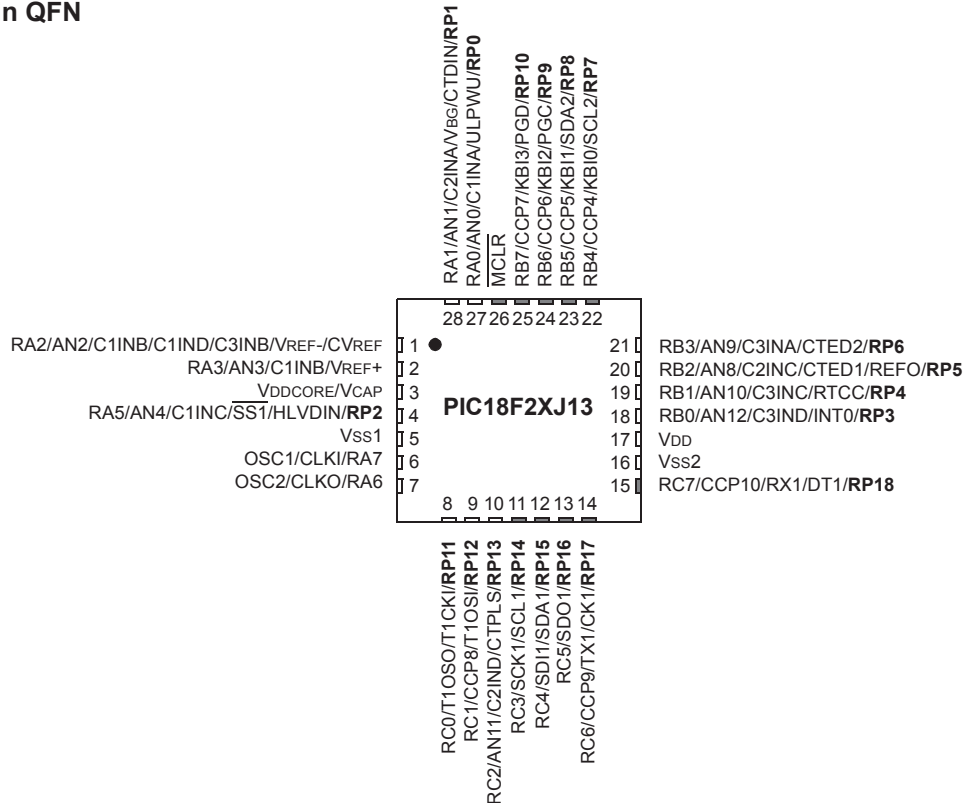 n QFN
RA1/AN1/C2INA/VBG/CTDIN/RP1
RA0/AN0/C1INA/ULPWU/RP0
MCLR
RB7/CCP7/KBI3/PGD/RP10
RB6/CCP6/KBI2/PGC/RP9
RB5/CCP5/KBI1/SDA2/RP8
RB4/CCP4/KBI0/SCL2/RP7
28 27 26 25 24 23 22
RA2/AN2/C1INB/C1IND/C3INB/VREF-/CVREF 1
RA3/AN3/C1INB/VREF+ 2
VDDCORE/VCAP 3
RA5/AN4/C1INC/SS1/HLVDIN/RP2 4
VSS1 5
OSC1/CLKI/RA7 6
OSC2/CLKO/RA6 7
PIC18F2XJ13
21 RB3/AN9/C3INA/CTED2/RP6
20 RB2/AN8/C2INC/CTED1/REFO/RP5
19 RB1/AN10/C3INC/RTCC/RP4
18 RB0/AN12/C3IND/INT0/RP3
17 VDD
16 VSS2
15 RC7/CCP10/RX1/DT1/RP18
8 9 10 11 12 13 14
RC0/T1OSO/T1CKI/RP11
RC1/CCP8/T1OSI/RP12
RC2/AN11/C2IND/CTPLS/RP13
RC3/SCK1/SCL1/RP14
RC4/SDI1/SDA1/RP15
RC5/SDO1/RP16
RC6/CCP9/TX1/CK1/RP17